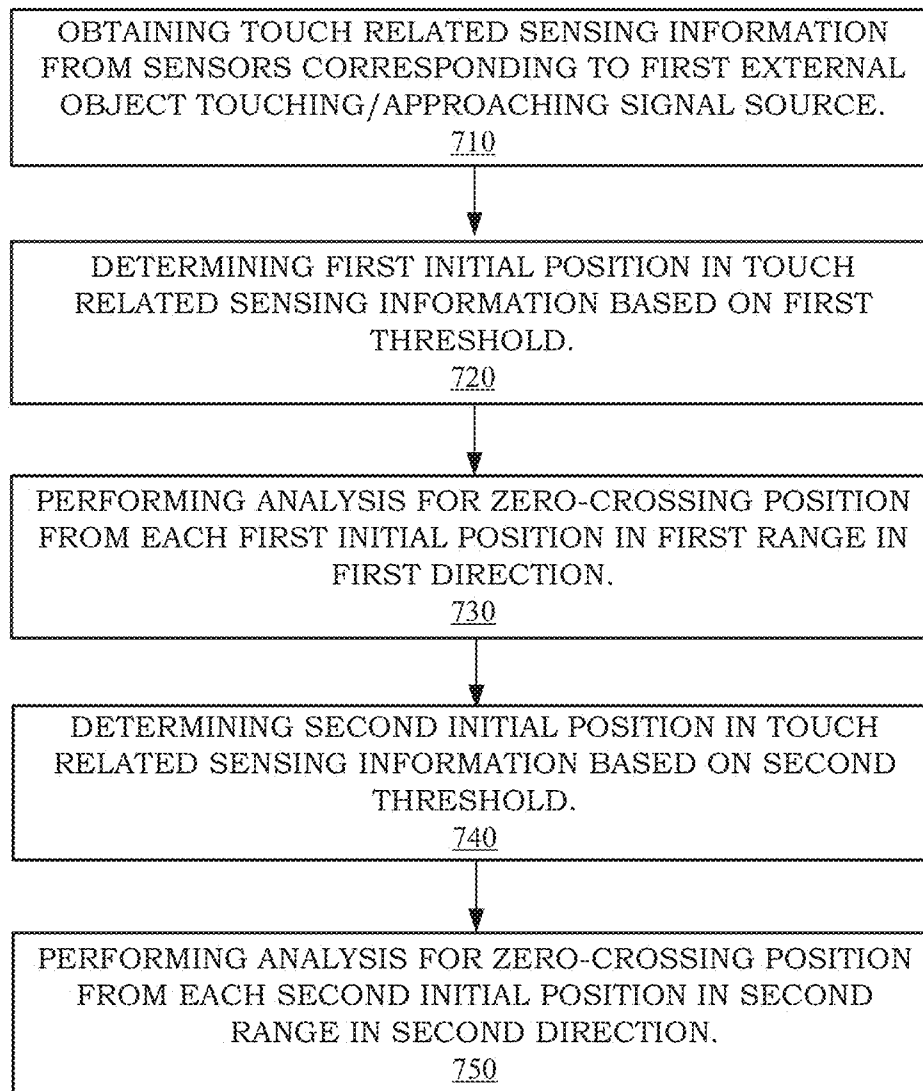 OBTAINING TOUCH RELATED SENSING INFORMATION
FROM SENSORS CORRESPONDING TO FIRST EXTERNAL
OBJECT TOUCHING/APPROACHING SIGNAL SOURCE.
710
DETERMINING FIRST INITIAL POSITION IN TOUCH
RELATED SENSING INFORMATION BASED ON FIRST
THRESHOLD.
720
PERFORMING ANALYSIS FOR ZERO-CROSSING POSITION
FROM EACH FIRST INITIAL POSITION IN FIRST RANGE IN
FIRST DIRECTION.
730
DETERMINING SECOND INITIAL POSITION IN TOUCH
RELATED SENSING INFORMATION BASED ON SECOND
THRESHOLD.
740
PERFORMING ANALYSIS FOR ZERO-CROSSING POSITION
FROM EACH SECOND INITIAL POSITION IN SECOND
RANGE IN SECOND DIRECTION.
750